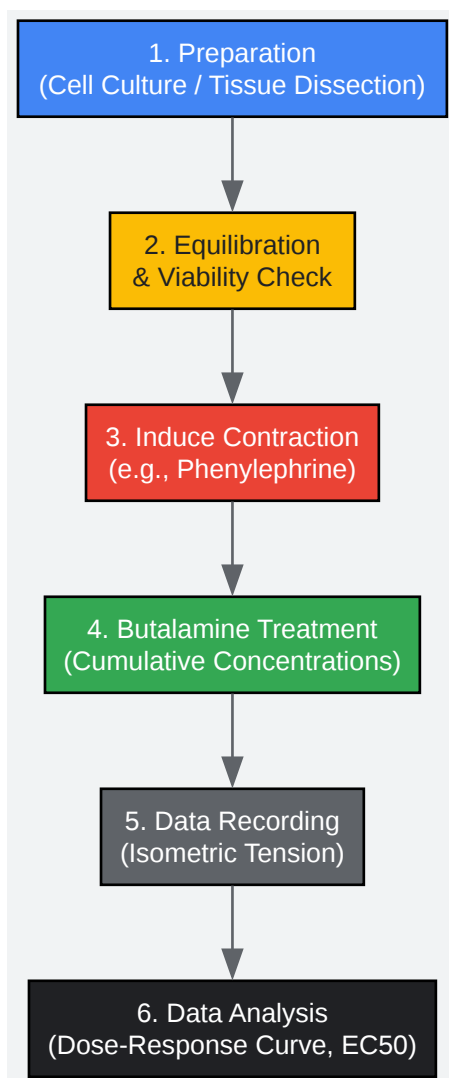 1. Preparation
(Cell Culture / Tissue Dissection)
2. Equilibration
& Viability Check
3. Induce Contraction
(e.g., Phenylephrine)
4. Butalamine Treatment
(Cumulative Concentrations)
5. Data Recording
(Isometric Tension)
6. Data Analysis
(Dose-Response Curve, EC50)